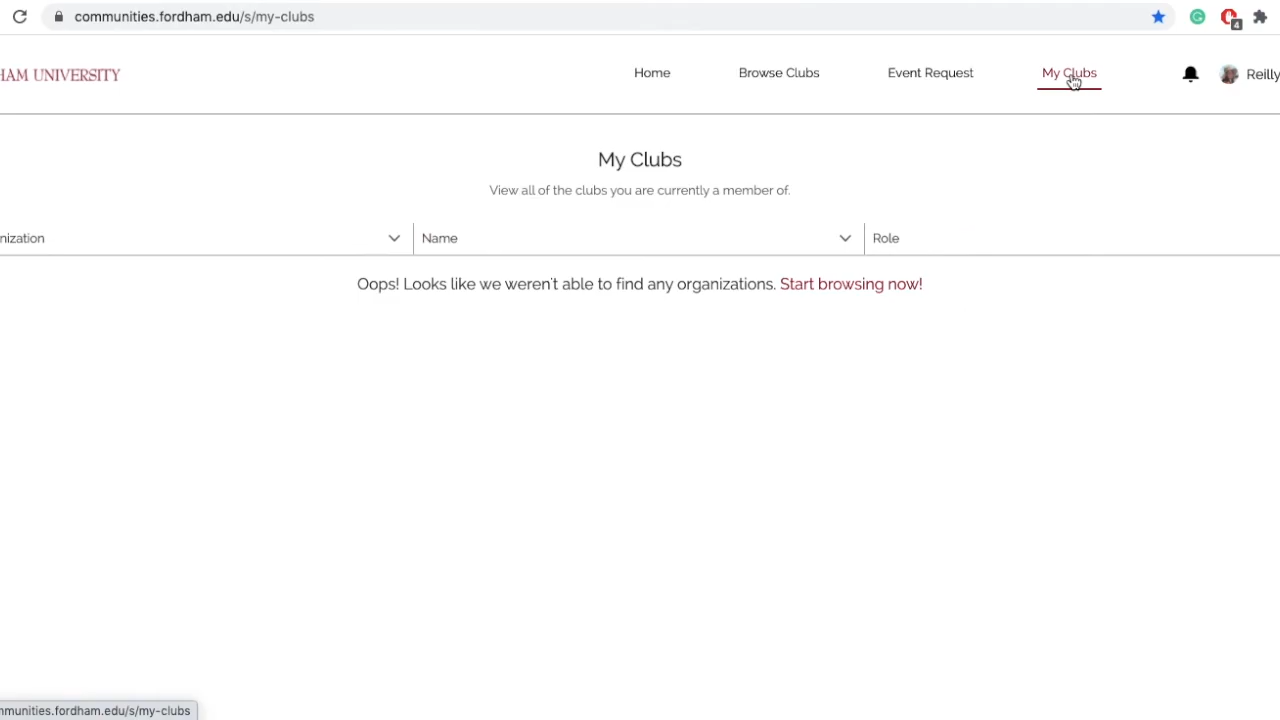 communities.fordham.edu/s/my-clubs
4
HAM UNIVERSITY
Home
Browse Clubs
Event Request
My Clubs
Reilly
My Clubs
View all of the clubs you are currently a member of.
nization
Name
Role
Oops! Looks like we weren't able to find any organizations. Start browsing now!
mmunities.fordham.edu/s/my-clubs